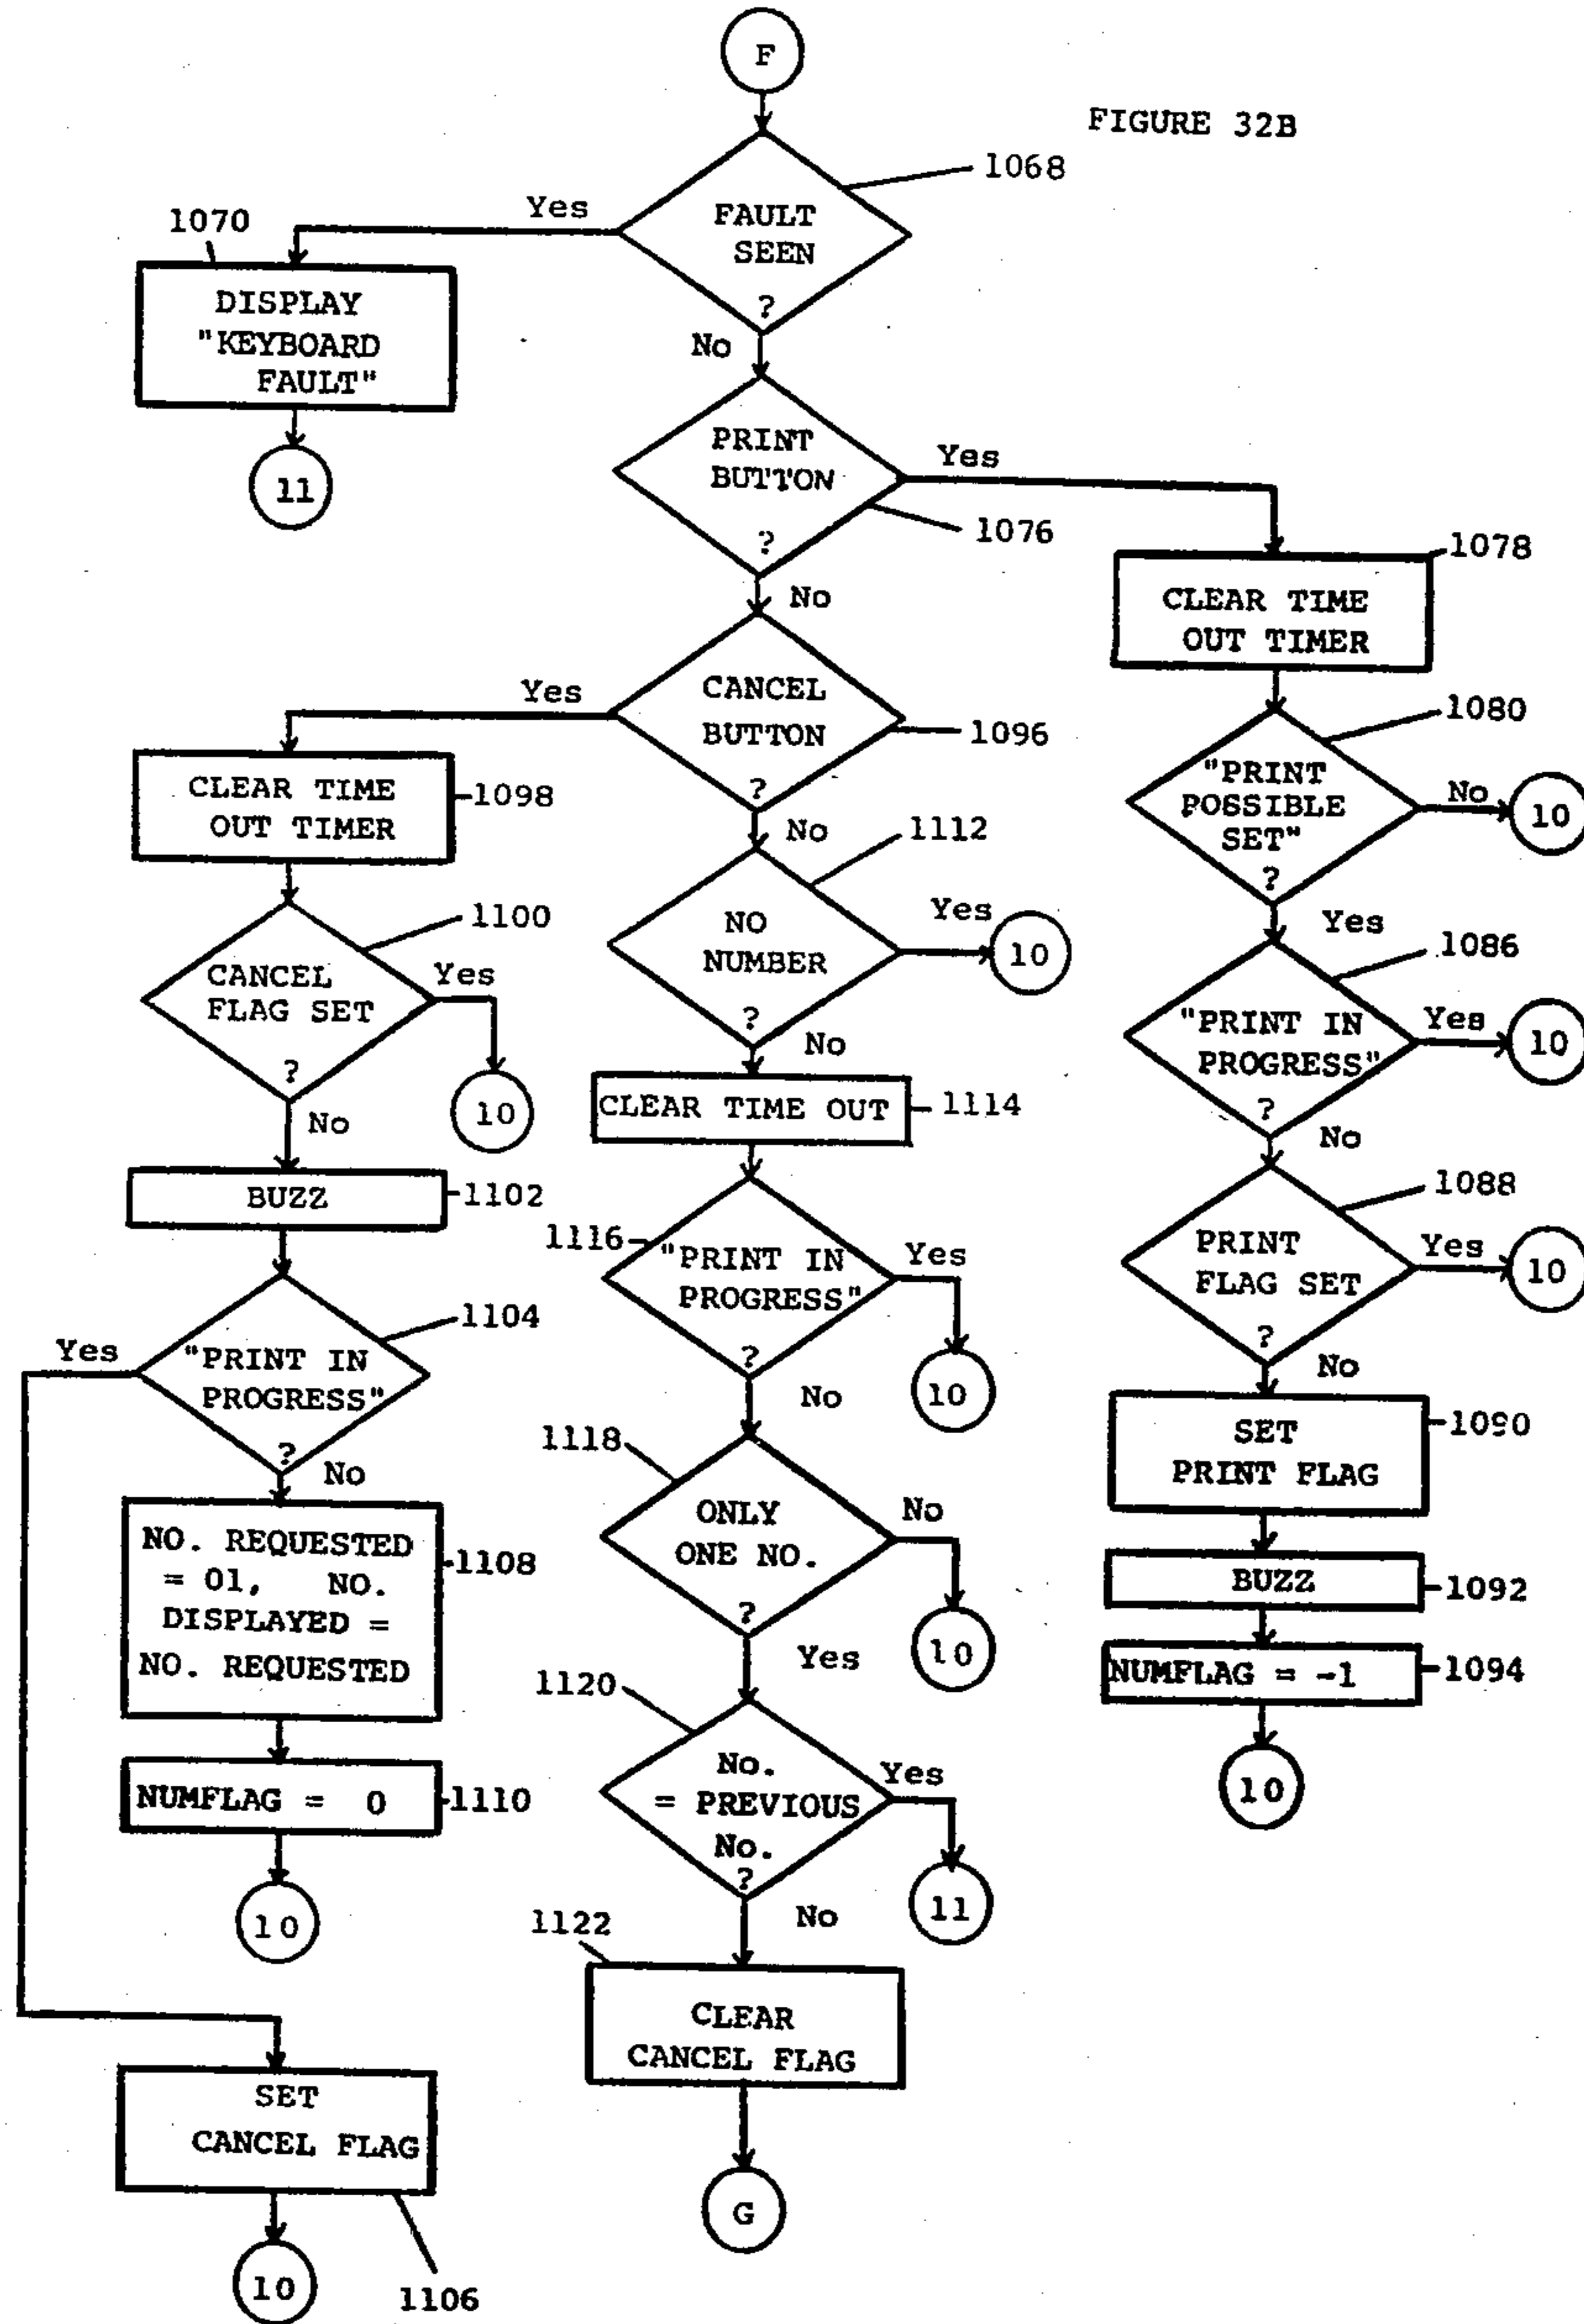 F
FIGURE 32B
1068
FAULT
SEEN
?
Yes
1070
DISPLAY
"KEYBOARD
FAULT"
11
No
PRINT
BUTTON
?
1076
Yes
1078
CLEAR TIME
OUT TIMER
1080
"PRINT
POSSIBLE
SET"
?
No
10
Yes
1086
"PRINT IN
PROGRESS"
?
Yes
10
No
1088
PRINT
FLAG SET
?
Yes
10
No
SET
PRINT FLAG
1090
BUZZ
1092
NUMFLAG = -1
1094
10
No
CANCEL
BUTTON
?
1096
Yes
CLEAR TIME
OUT TIMER
1098
1100
CANCEL
FLAG SET
?
Yes
10
No
BUZZ
1102
1104
"PRINT IN
PROGRESS"
?
Yes
No
NO. REQUESTED
= 01, NO.
DISPLAYED =
NO. REQUESTED
1108
NUMFLAG = 0
1110
10
SET
CANCEL FLAG
1106
10
No
1112
NO
NUMBER
?
Yes
10
No
CLEAR TIME OUT
1114
1116
"PRINT IN
PROGRESS"
?
Yes
10
No
1118
ONLY
ONE NO.
?
No
10
Yes
1120
No.
= PREVIOUS
No.
?
Yes
11
No
1122
CLEAR
CANCEL FLAG
G